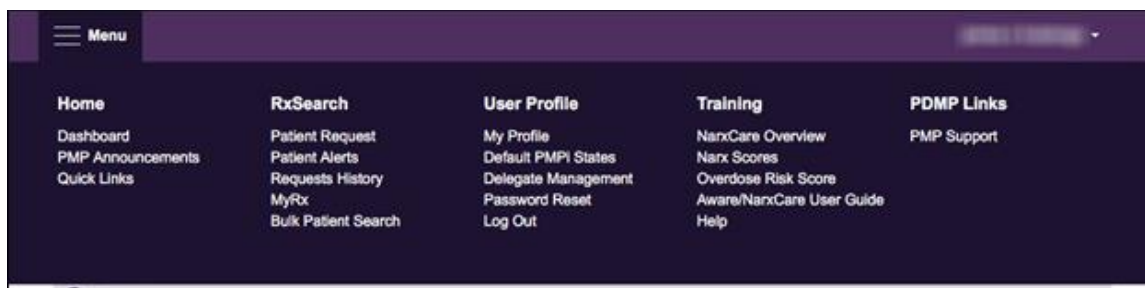 Menu
Home
Dashboard
PMP Announcements
Quick Links
RxSearch
Patient Request
Patient Alerts
Requests History
MyRx
Bulk Patient Search
User Profile
My Profile
Default PMPi States
Delegate Management
Password Reset
Log Out
Training
NarxCare Overview
Narx Scores
Overdose Risk Score
Aware/NarxCare User Guide
Help
PDMP Links
PMP Support